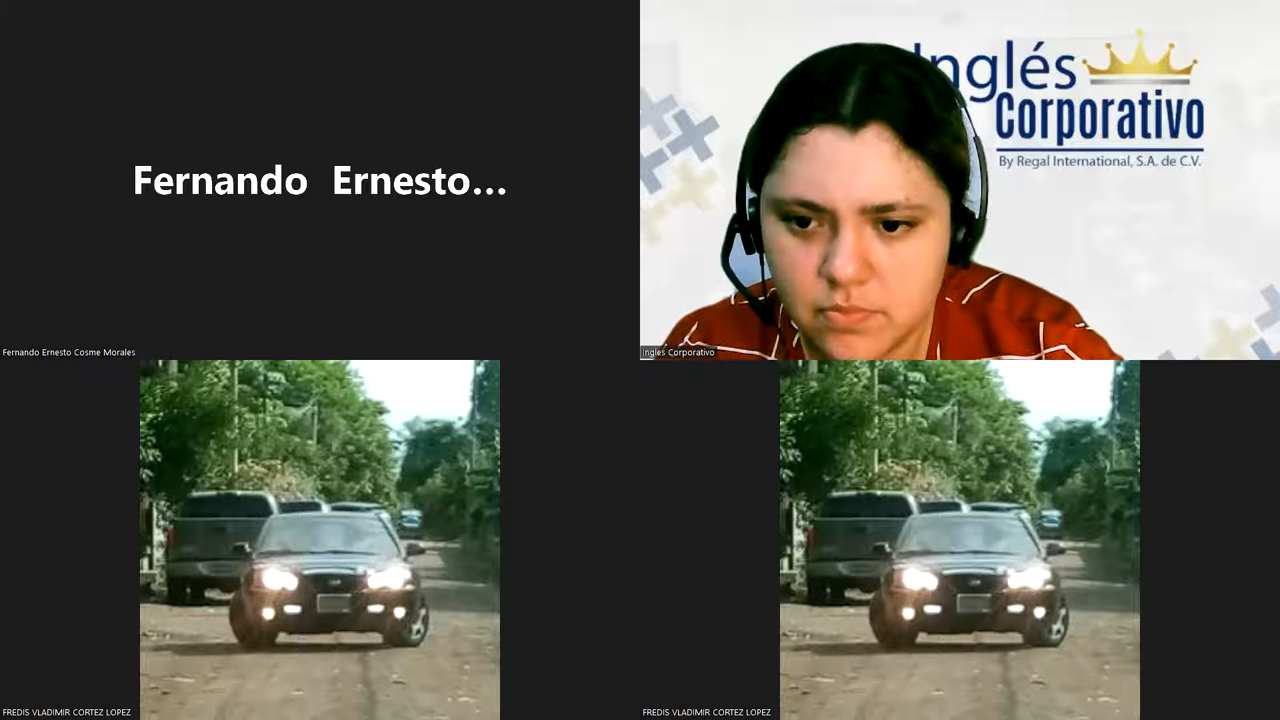 Fernando Ernesto...
Fernando Ernesto Cosme Morales
Inglés
Corporativo
By Regal International, S.A. de C.V.
Inglés Corporativo
FREDIS VLADIMIR CORTEZ LOPEZ
FREDIS VLADIMIR CORTEZ LOPEZ